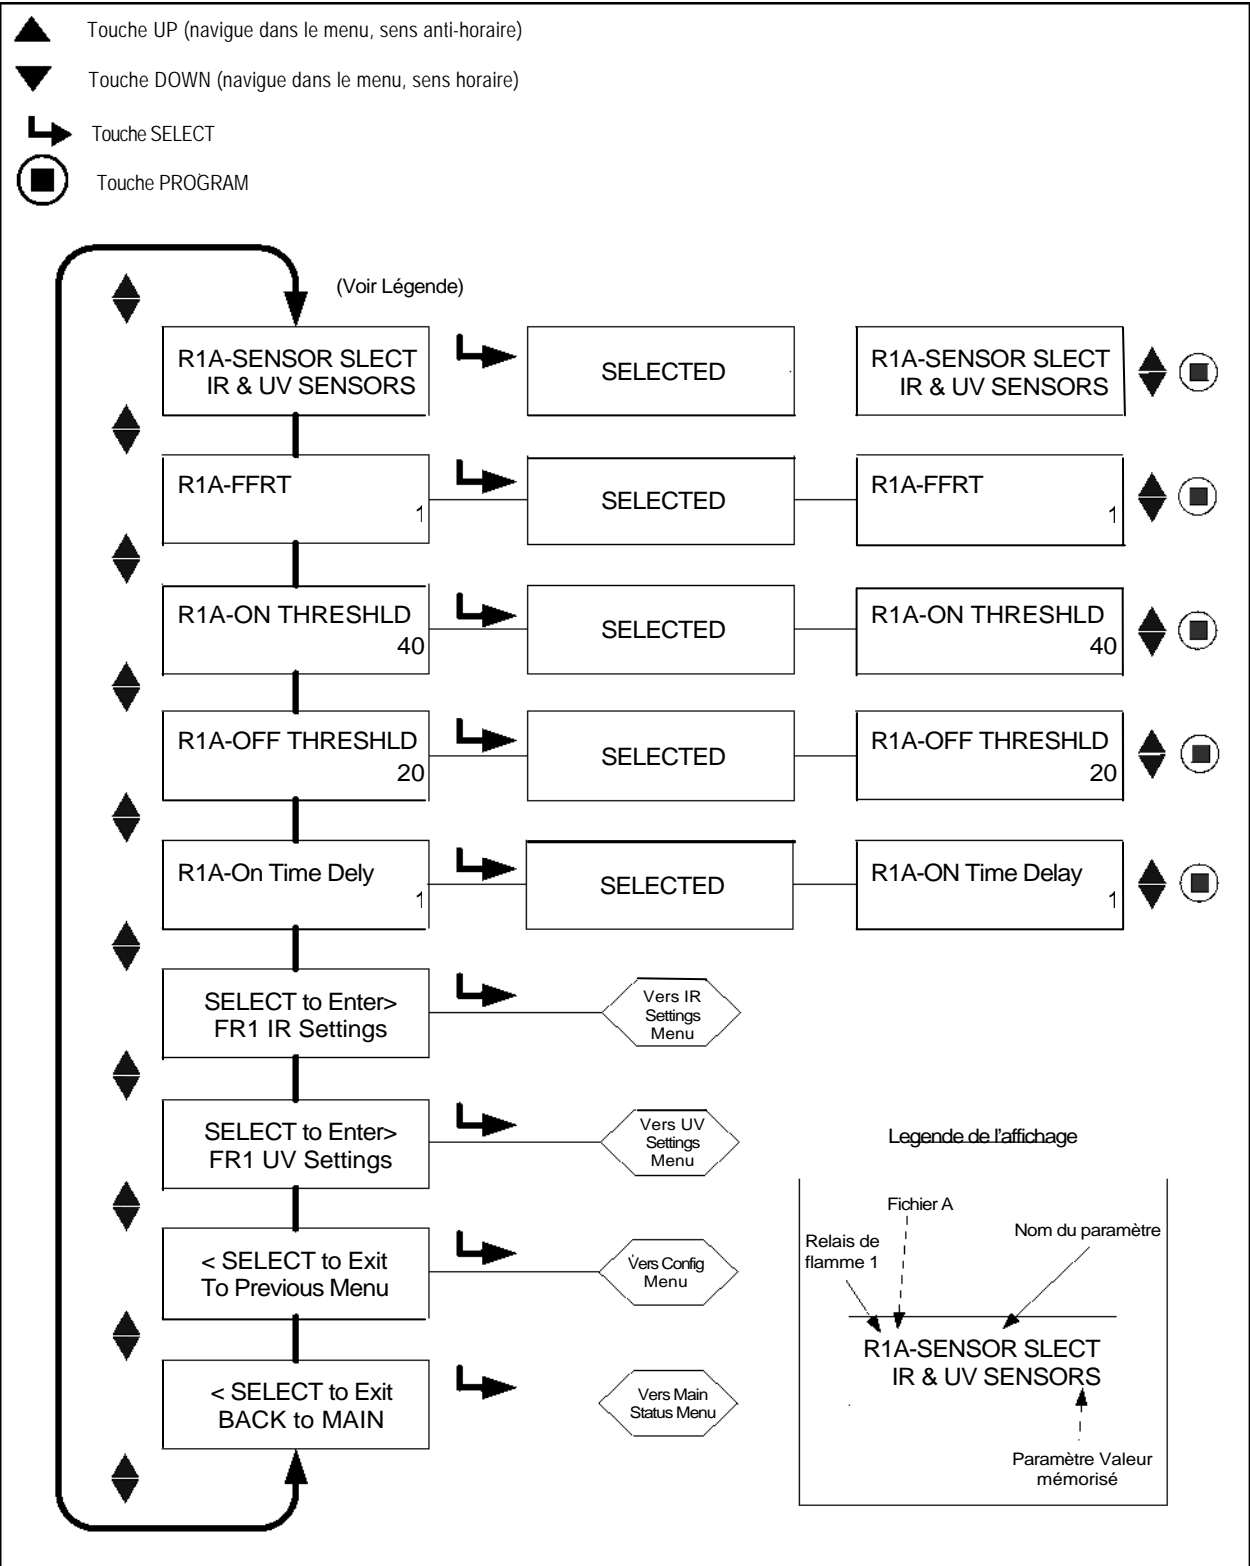 Touche UP (navigue dans le menu, sens anti-horaire)
Touche DOWN (navigue dans le menu, sens horaire)
Touche SELECT
Touche PROGRAM
(Voir Légende)
R1A-SENSOR SLECT
IR & UV SENSORS
SELECTED
R1A-SENSOR SLECT
IR & UV SENSORS
R1A-FFRT
1
SELECTED
R1A-FFRT
1
R1A-ON THRESHLD
40
SELECTED
R1A-ON THRESHLD
40
R1A-OFF THRESHLD
20
SELECTED
R1A-OFF THRESHLD
20
R1A-On Time Dely
1
SELECTED
R1A-ON Time Delay
1
SELECT to Enter>
FR1 IR Settings
Vers IR
Settings
Menu
SELECT to Enter>
FR1 UV Settings
Vers UV
Settings
Menu
< SELECT to Exit
To Previous Menu
Vers Config
Menu
< SELECT to Exit
BACK to MAIN
Vers Main
Status Menu
Legende de l'affichage
Fichier A
Relais de
flamme 1
Nom du paramètre
R1A-SENSOR SLECT
IR & UV SENSORS
Paramètre Valeur
mémorisé